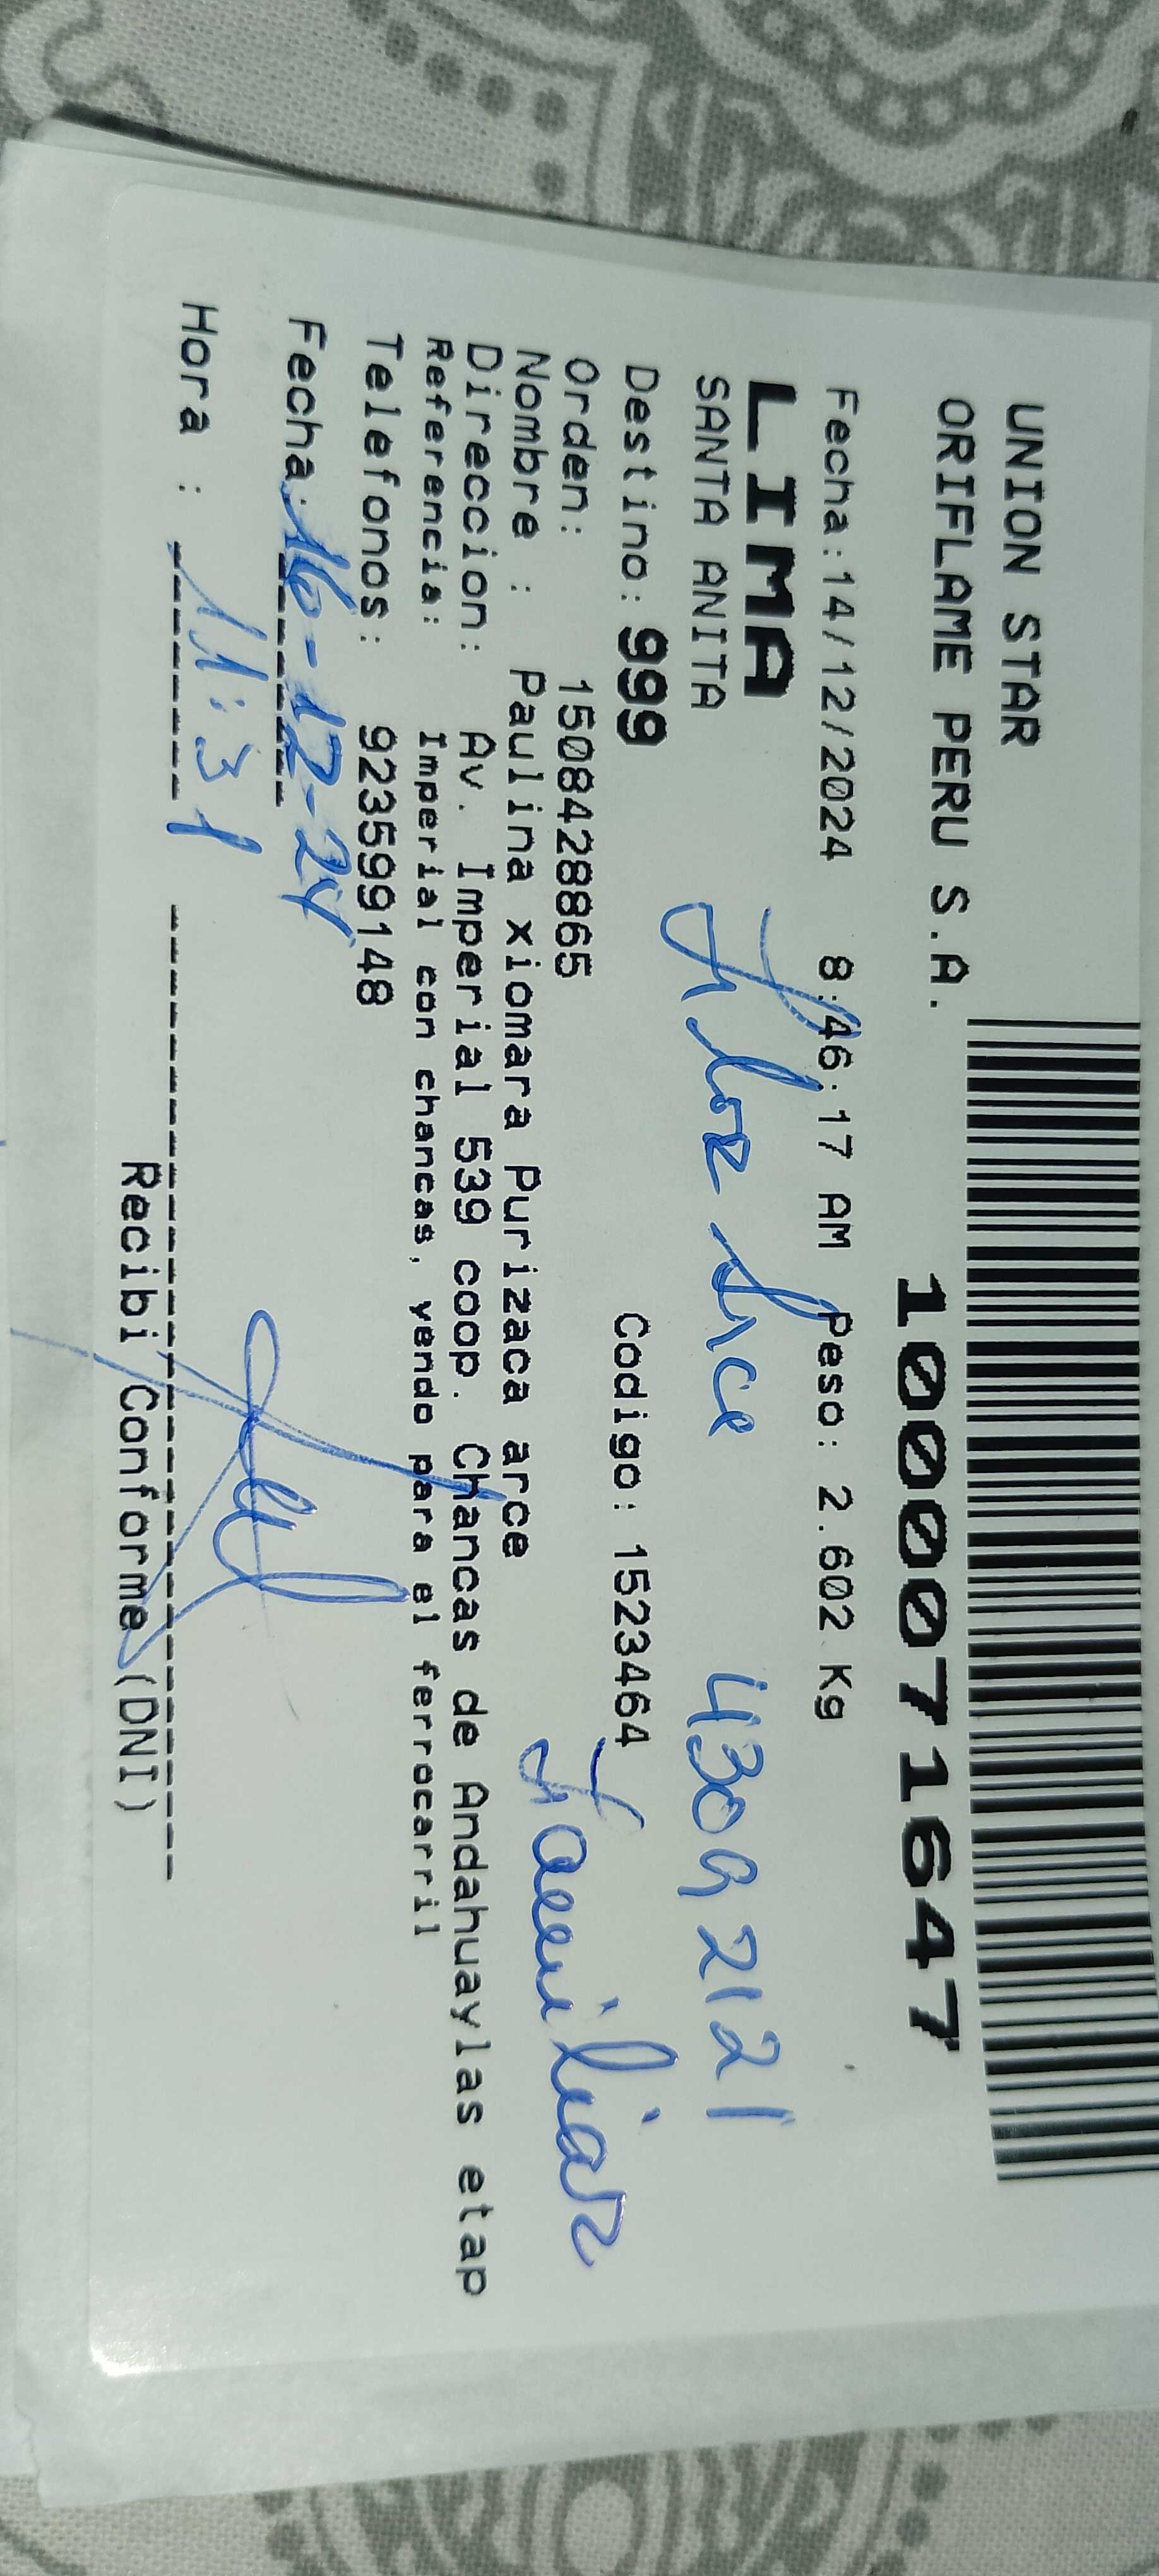 UNION STAR
ORIFLAME PERU S.A.
1000071647
Fecha:14/12/2024 8:46:17 AM Peso: 2.602 Kg
LIMA
SANTA ANITA
Flor 4309 2121
Destino: 999 Codigo: 1523464
Orden: 1508428865
Familiar
Nombre : Paulina xiomara Purizaca arce
Direccion: Av. Imperial 539 coop. Chancas de Andahuaylas etap
Referencia: Imperial con chancas, yendo para el ferrocarril
Telefonos: 923599148
Fecha: 16-12-24
Hora : 11:31
Recibi Conforme (DNI)